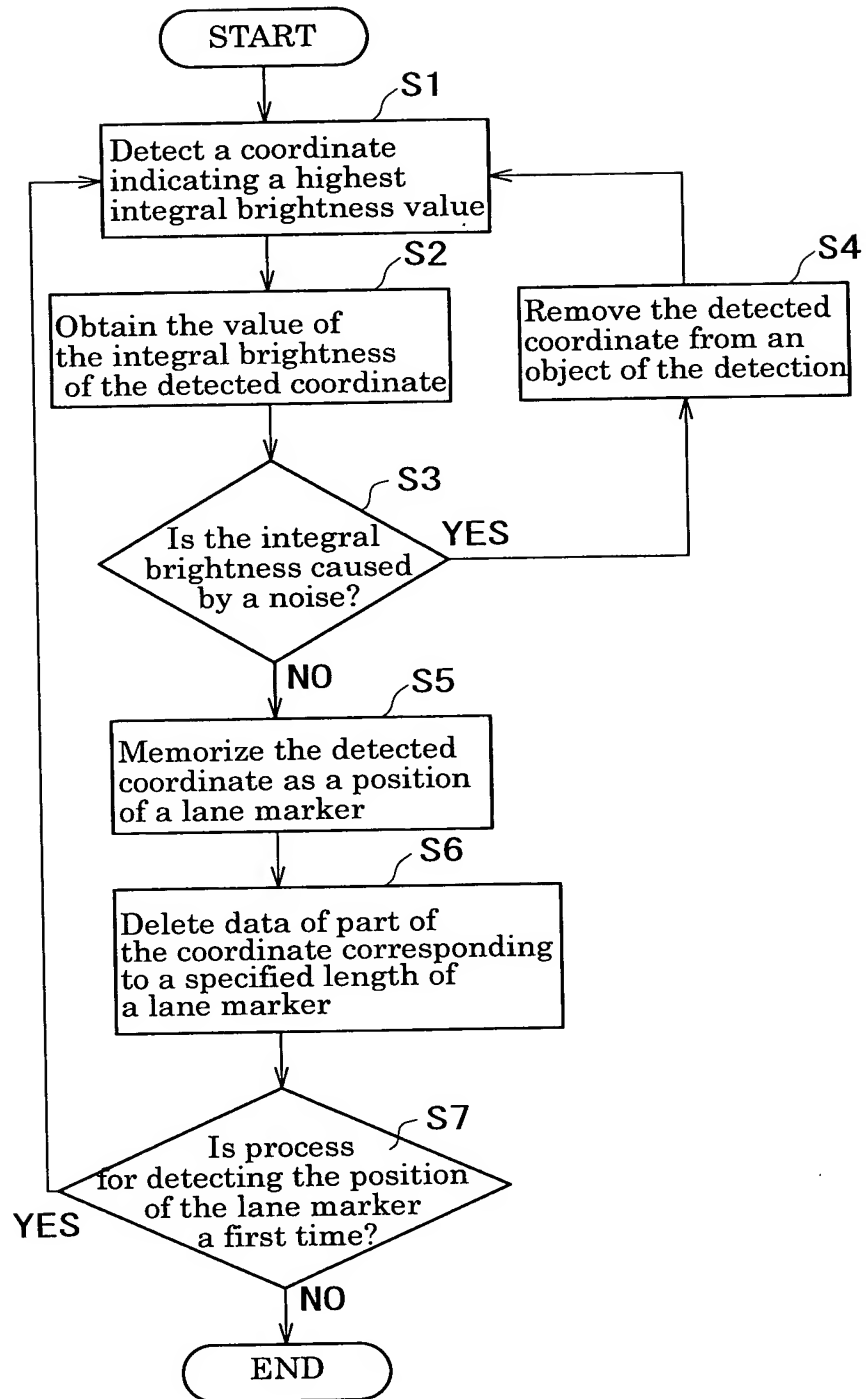 START
S1
Detect a coordinate
indicating a highest
integral brightness value
S2
Obtain the value of
the integral brightness
of the detected coordinate
S4
Remove the detected
coordinate from an
object of the detection
S3
Is the integral
brightness caused
by a noise?
YES
NO
S5
Memorize the detected
coordinate as a position
of a lane marker
S6
Delete data of part of
the coordinate corresponding
to a specified length of
a lane marker
S7
Is process
for detecting the position
of the lane marker
a first time?
YES
NO
END